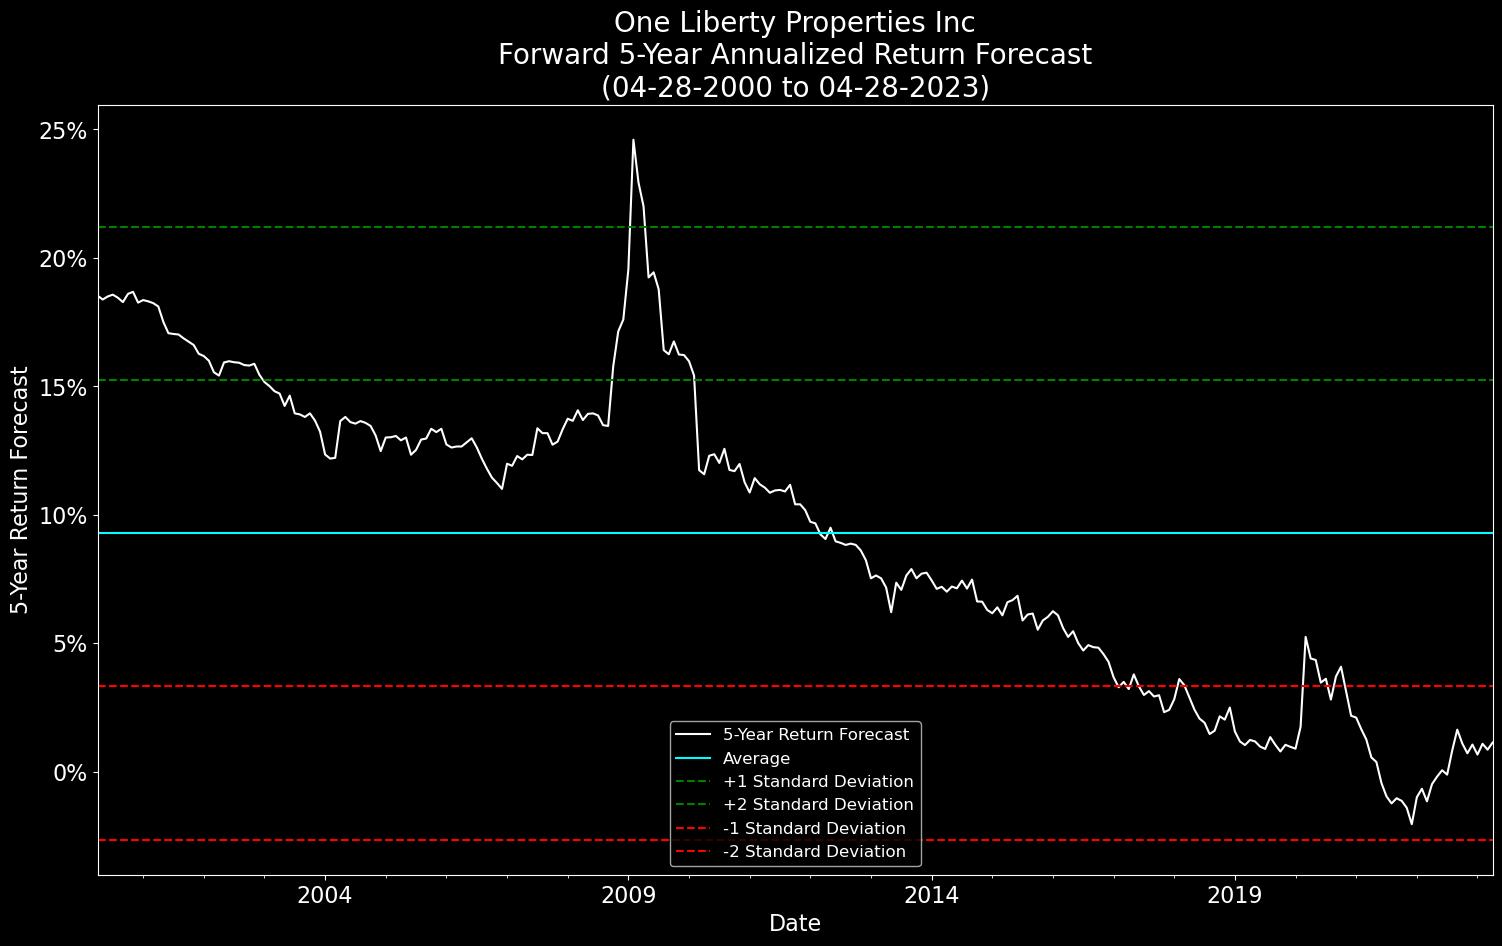 One Liberty Properties Inc
Forward 5-Year Annualized Return Forecast
(04-28-2000 to 04-28-2023)
25%
20%
15%
10%
5%
0%
5-Year Return Forecast
5-Year Return Forecast
Average
+1 Standard Deviation
+2 Standard Deviation
-1 Standard Deviation
-2 Standard Deviation
2004
2009
2014
2019
Date